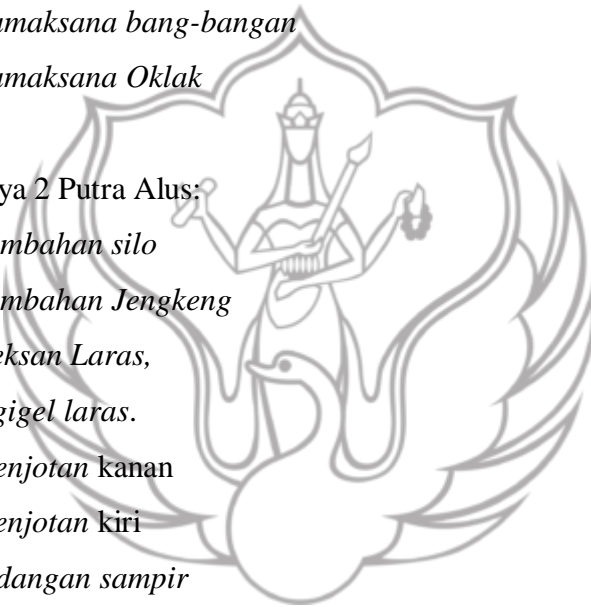 umaksana bang-bangan
umaksana Oklak
ya 2 Putra Alus:
mbahan silo
mbahan Jengkeng
eksan Laras,
gigel laras.
enjotan kanan
enjotan kiri
dangan sampir